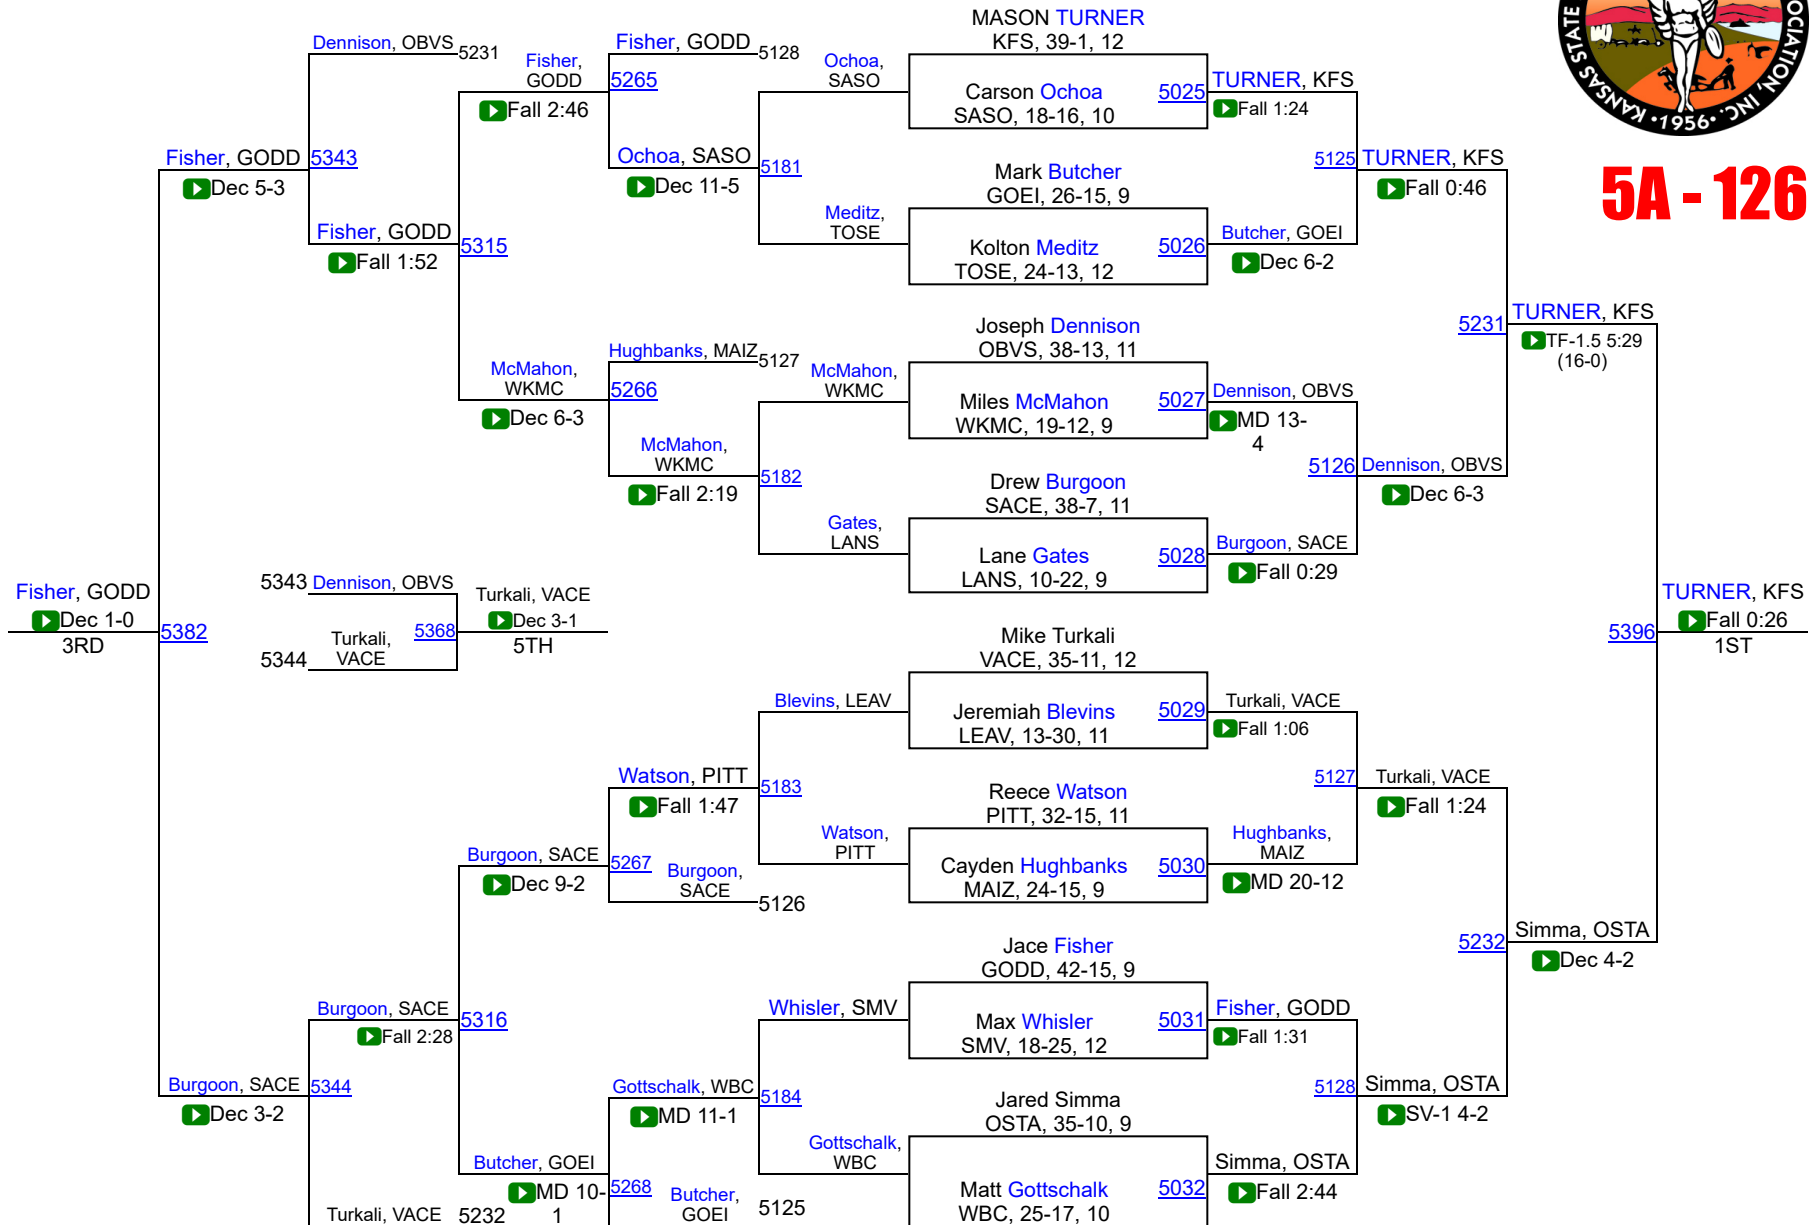 MASON TURNER
KFS, 39-1, 12
Carson Ochoa
SASO, 18-16, 10
5025
Mark Butcher
GOEI, 26-15, 9
Kolton Meditz
TOSE, 24-13, 12
5026
Joseph Dennison
OBVS, 38-13, 11
Miles McMahon
WKMC, 19-12, 9
5027
Drew Burgoon
SACE, 38-7, 11
Lane Gates
LANS, 10-22, 9
5028
Mike Turkali
VACE, 35-11, 12
Jeremiah Blevins
LEAV, 13-30, 11
5029
Reece Watson
PITT, 32-15, 11
Cayden Hughbanks
MAIZ, 24-15, 9
5030
Jace Fisher
GODD, 42-15, 9
Max Whisler
SMV, 18-25, 12
5031
Jared Simma
OSTA, 35-10, 9
Matt Gottschalk
WBC, 25-17, 10
5032
TURNER, KFS
Fall 1:24
5125
Butcher, GOEI
Dec 6-2
Dennison, OBVS
MD 13-
4
5126
Burgoon, SACE
Fall 0:29
Turkali, VACE
Fall 1:06
5127
Hughbanks,
MAIZ
MD 20-12
Fisher, GODD
Fall 1:31
5128
Simma, OSTA
Fall 2:44
TURNER, KFS
Fall 0:46
5231
Dennison, OBVS
Dec 6-3
Turkali, VACE
Fall 1:24
5232
Simma, OSTA
SV-1 4-2
TURNER, KFS
TF-1.5 5:29
(16-0)
5396
Simma, OSTA
Dec 4-2
TURNER, KFS
Fall 0:26
1ST
KANSAS STATE
OCIATION, INC.
•1956•
5A - 126
Ochoa,
SASO
5181
Meditz,
TOSE
McMahon,
WKMC
5182
Gates,
LANS
Blevins, LEAV
5183
Watson,
PITT
Whisler, SMV
5184
Gottschalk,
WBC
Fisher, GODD
5128
5265
Ochoa, SASO
Dec 11-5
Hughbanks, MAIZ
5127
5266
McMahon,
WKMC
Fall 2:19
Watson, PITT
Fall 1:47
5267
Burgoon,
SACE
5126
Gottschalk, WBC
MD 11-1
5268
Butcher,
GOEI
5125
Fisher,
GODD
Fall 2:46
5315
McMahon,
WKMC
Dec 6-3
Burgoon, SACE
Dec 9-2
5316
Butcher, GOEI
MD 10-
1
Dennison, OBVS
5231
5343
Fisher, GODD
Fall 1:52
Burgoon, SACE
Fall 2:28
5344
Turkali, VACE
5232
Fisher, GODD
Dec 5-3
5382
Burgoon, SACE
Dec 3-2
Fisher, GODD
Dec 1-0
3RD
5343
Dennison, OBVS
5368
5344
Turkali,
VACE
Turkali, VACE
Dec 3-1
5TH